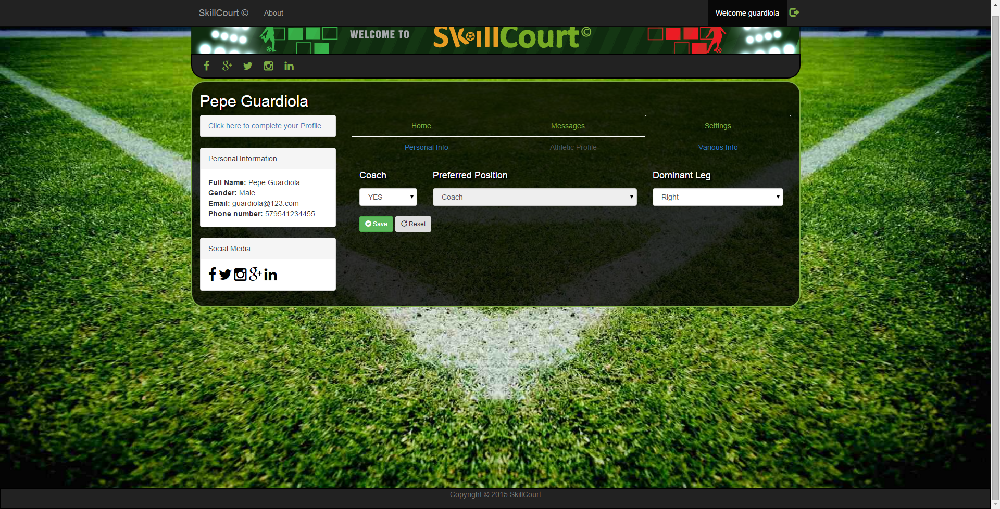 SkillCourt © About Welcome guardiola
WELCOME TO SkillCourt©
Pepe Guardiola
Click here to complete your Profile
Home Messages Settings
Personal Info Athletic Profile Various Info
Personal Information
Full Name: Pepe Guardiola
Gender: Male
Email: guardiola@123.com
Phone number: 579541234455
Coach Preferred Position Dominant Leg
YES Coach Right
Save Reset
Social Media
Copyright © 2015 SkillCourt